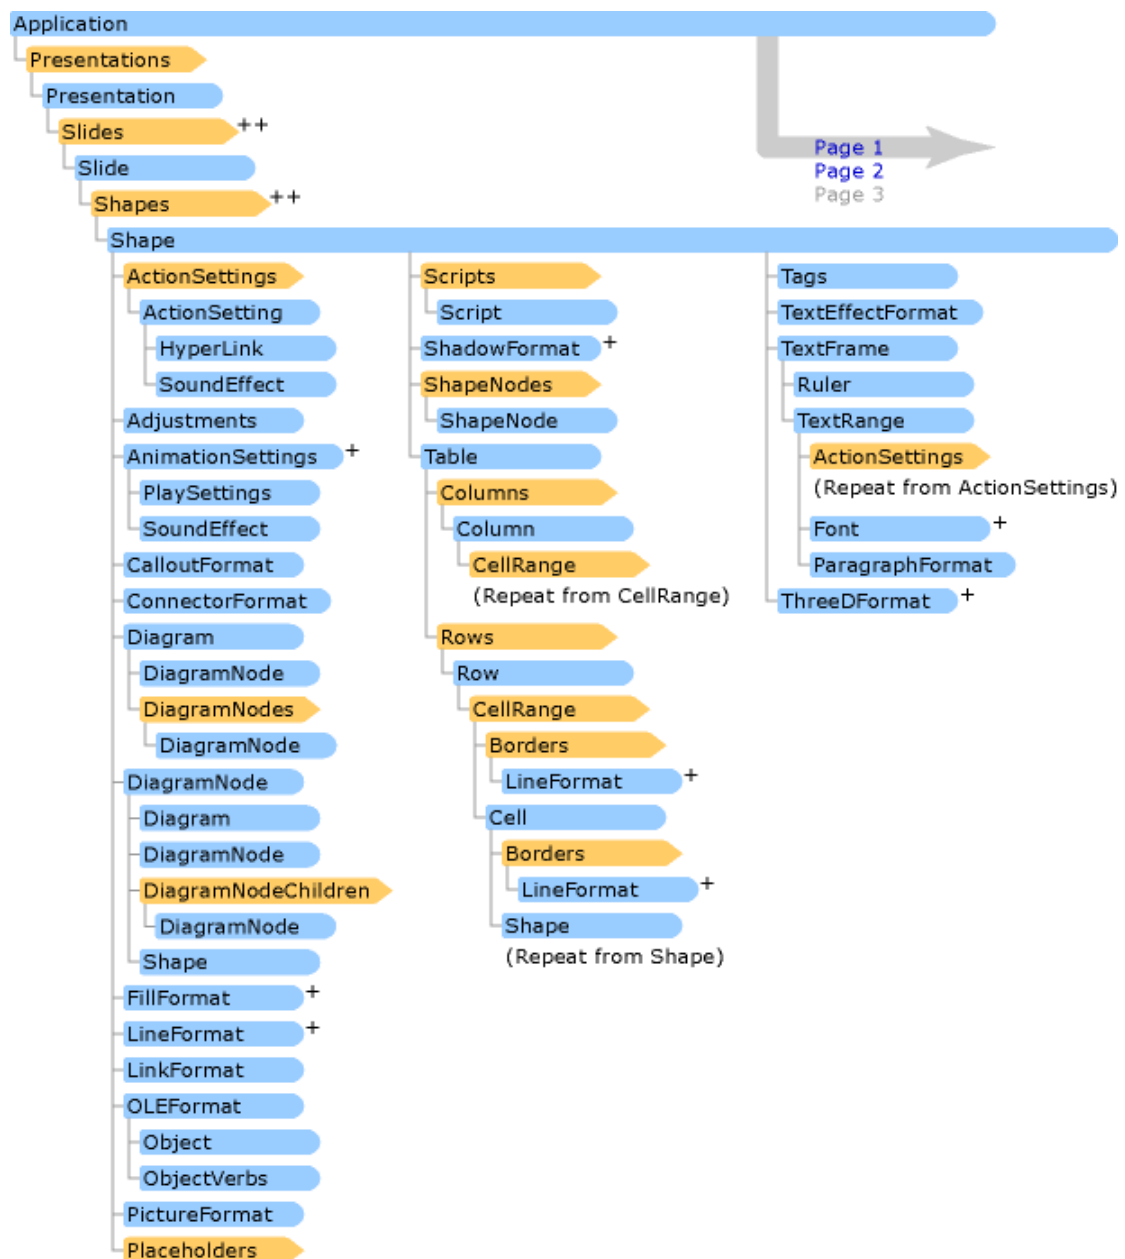 Application
Presentations
Presentation
Slides ++
Slide
Shapes ++
Page 1
Page 2
Page 3
Shape
ActionSettings
ActionSetting
HyperLink
SoundEffect
Adjustments
AnimationSettings +
PlaySettings
SoundEffect
CalloutFormat
ConnectorFormat
Diagram
DiagramNode
DiagramNodes
DiagramNode
DiagramNode
Diagram
DiagramNode
DiagramNodeChildren
DiagramNode
Shape
FillFormat +
LineFormat +
LinkFormat
OLEFormat
Object
ObjectVerbs
PictureFormat
Placeholders
Scripts
Script
ShadowFormat +
ShapeNodes
ShapeNode
Table
Columns
Column
CellRange
(Repeat from CellRange)
Rows
Row
CellRange
Borders
LineFormat +
Cell
Borders
LineFormat +
Shape
(Repeat from Shape)
Tags
TextEffectFormat
TextFrame
Ruler
TextRange
ActionSettings
(Repeat from ActionSettings)
Font +
ParagraphFormat
ThreeDFormat +